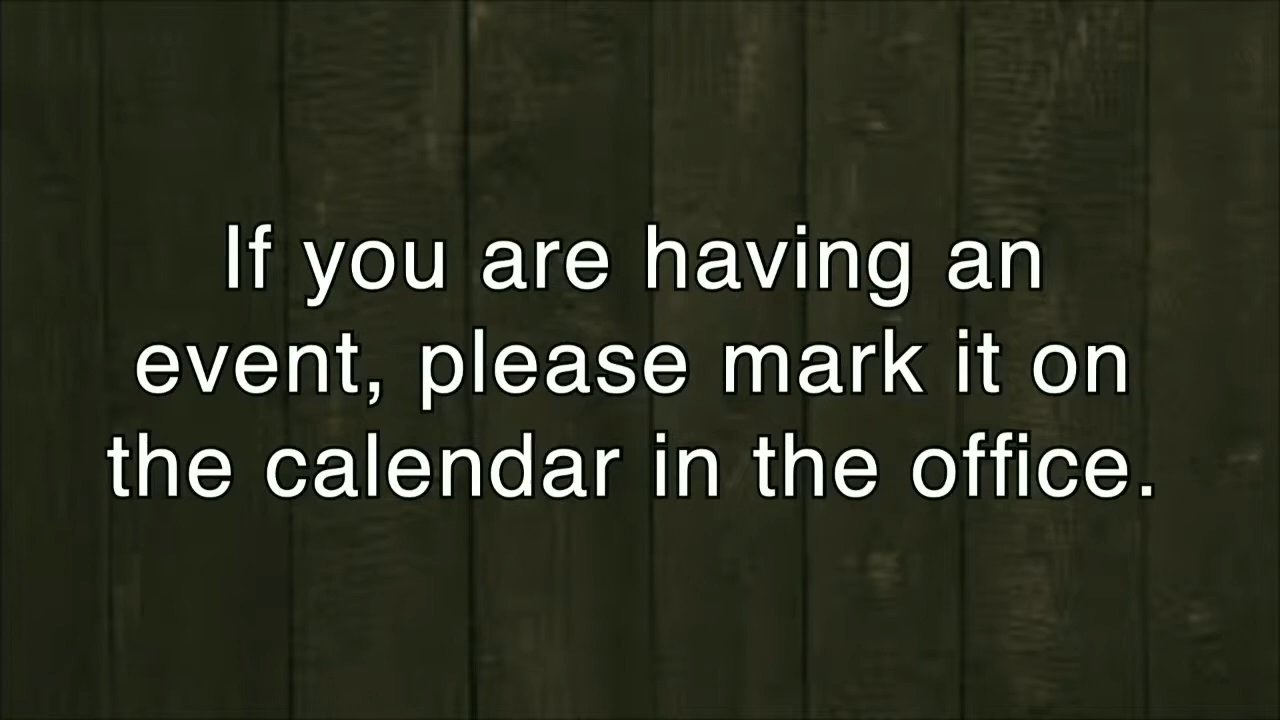 If you are having an
event, please mark it on
the calendar in the office.